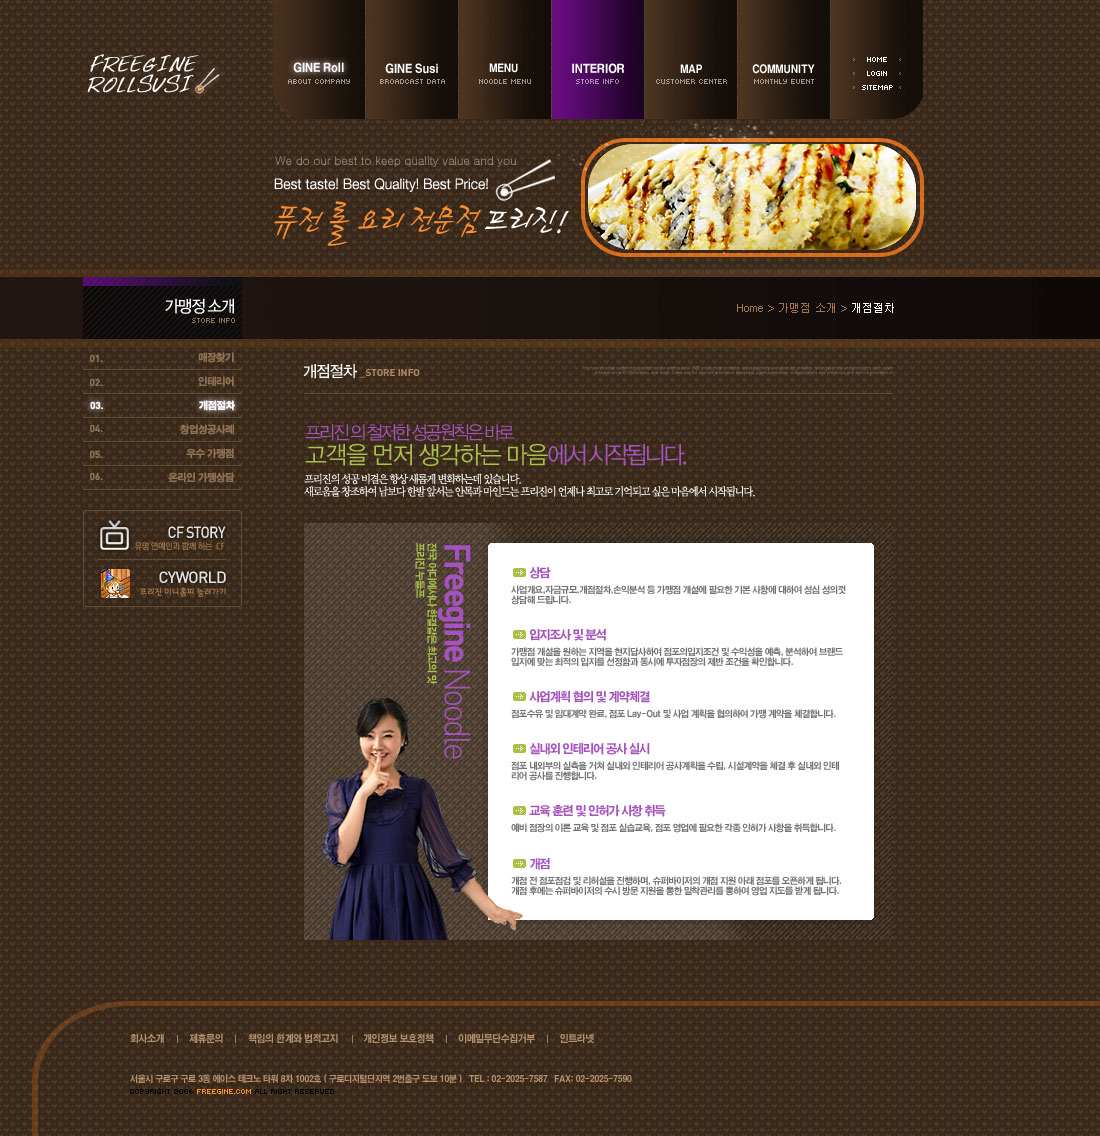 FREEGINE
ROLLSUSI
GINE Roll
ABOUT COMPANY
GINE Susi
BROADCAST DATA
MENU
NOODLE MENU
INTERIOR
STORE INFO
MAP
CUSTOMER CENTER
COMMUNITY
MONTHLY EVENT
HOME
LOGIN
SITEMAP
We do our best to keep quality value and you
Best taste! Best Quality! Best Price!
퓨전 롤 요리 전문점 프리진!
가맹정 소개
STORE INFO
Home > 가맹점 소개 > 개점절차
01. 매장찾기
02. 인테리어
03. 개점절차
04. 창업성공사례
05. 우수 가맹점
06. 온라인 가맹상담
CF STORY
유명 연예인과 함께 하는 CF
CYWORLD
프리진 미니홈피 놀러가기
개점절차 _STORE INFO
프리진 의 철저한 성공원칙은 바로
고객을 먼저 생각하는 마음에서 시작됩니다.
프리진의 성공 비결은 항상 새롭게 변화하는데 있습니다.
새로움을 창조하여 남보다 한발 앞서는 안목과 마인드는 프리진이 언제나 최고로 기억되고 싶은 마음에서 시작됩니다.
Freegine Noodle
전국 어디에서나 한결같은 최고의 맛
프리진 누들프
상담
사업개요,자금규모,개점절차,손익분석 등 가맹점 개설에 필요한 기본 사항에 대하여 성심 성의껏
상담해 드립니다.
입지조사 및 분석
가맹점 개설을 원하는 지역을 현지답사하여 점포의입지조건 및 수익성을 예측, 분석하여 브랜드
입지에 맞는 최적의 입지를 선정함과 동시에 투자점장의 제반 조건을 확인합니다.
사업계획 협의 및 계약체결
점포수유 및 임대계약 완료, 점포 Lay-Out 및 사업 계획을 협의하여 가맹 계약을 체결합니다.
실내외 인테리어 공사 실시
점포 내외부의 실측을 거쳐 실내외 인테리어 공사계획을 수립, 시설계약을 체결 후 실내외 인테
리어 공사를 진행합니다.
교육 훈련 및 인허가 사항 취득
예비 점장의 이론 교육 및 점포 실습교육, 점포 영업에 필요한 각종 인허가 사항을 취득합니다.
개점
개점 전 점포점검 및 리허설을 진행하며, 슈퍼바이저의 개점 지원 아래 점포를 오픈하게 됩니다.
개점 후에는 슈퍼바이저의 수시 방문 지원을 통한 밀착관리를 통하여 영업 지도를 받게 됩니다.
회사소개 | 제휴문의 | 책임의 한계와 법적고지 | 개인정보 보호정책 | 이메일무단수집거부 | 인트라넷
서울시 구로구 구로 3동 에이스 테크노 타워 8차 1002호 ( 구로디지털단지역 2번출구 도보 10분 ) TEL : 02-2025-7587 FAX: 02-2025-7590
COPYRIGHT 2006 FREEGINE.COM ALL RIGHT RESERVED